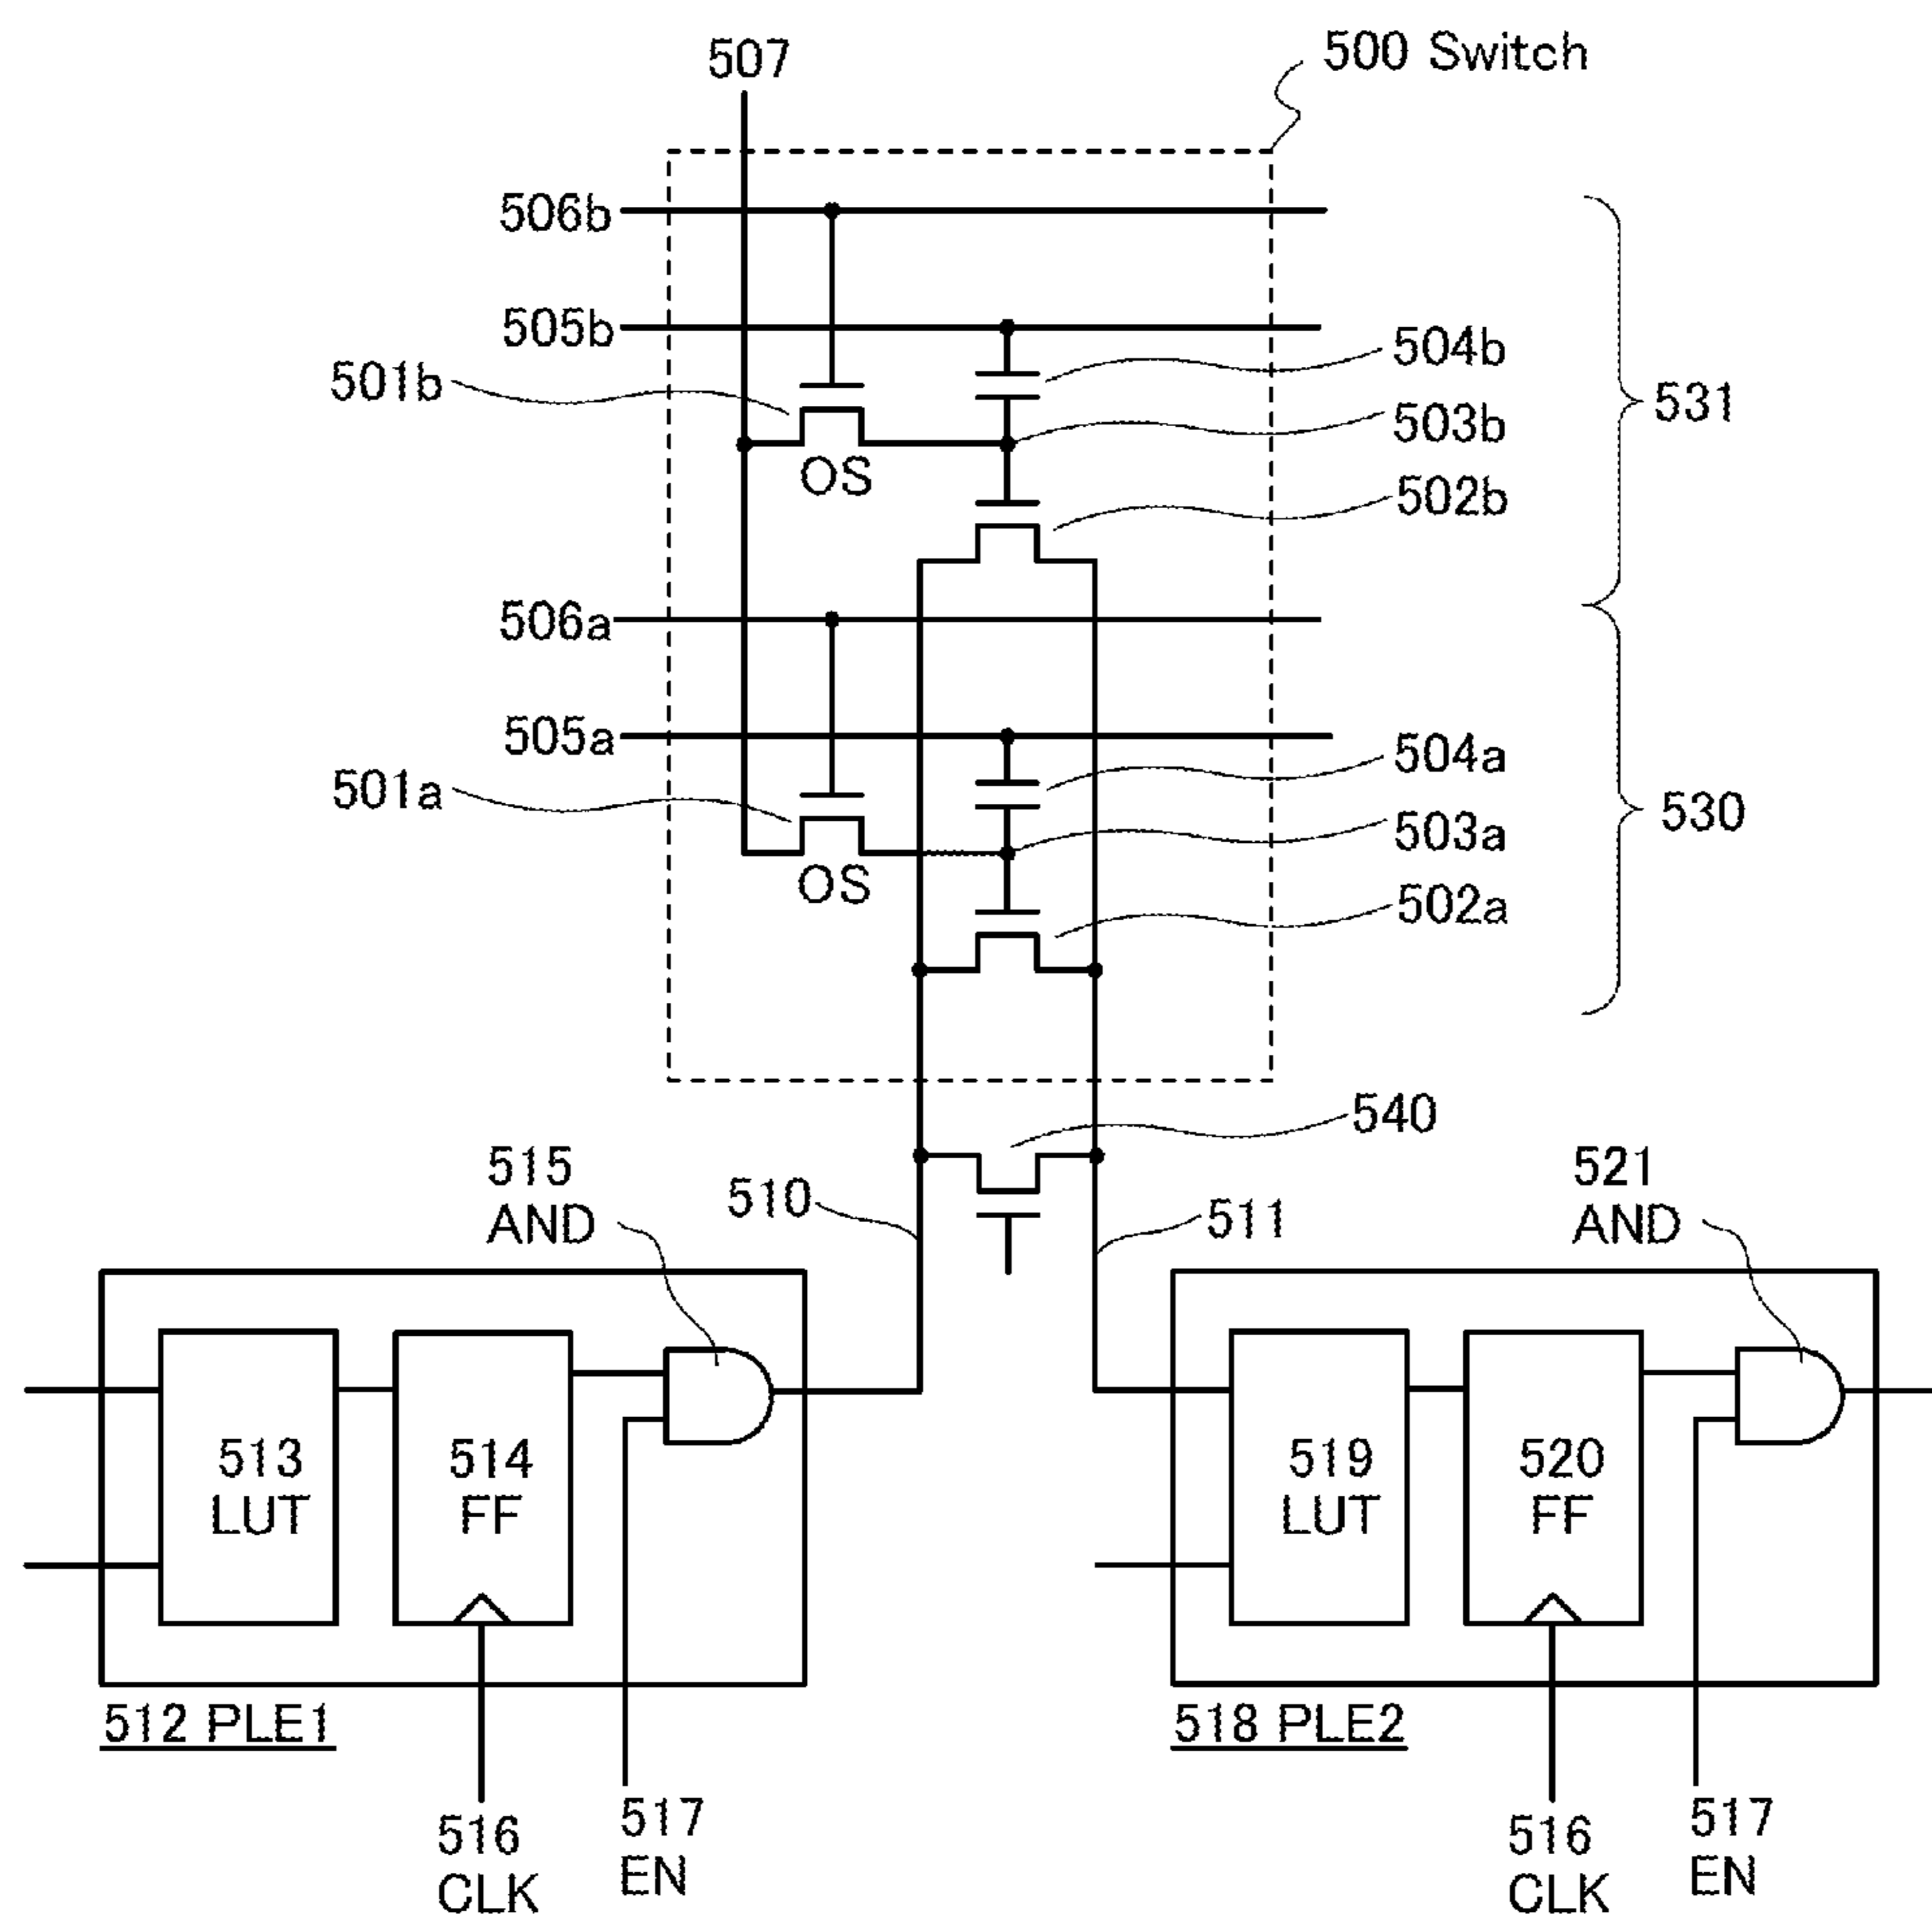 507
500 Switch
506b
505b
504b
501b
503b
531
OS
502b
506a
505a
504a
501a
503a
530
OS
502a
540
515
AND
510
511
521
AND
513
LUT
514
FF
519
LUT
520
FF
512 PLE1
518 PLE2
516
CLK
517
EN
516
CLK
517
EN